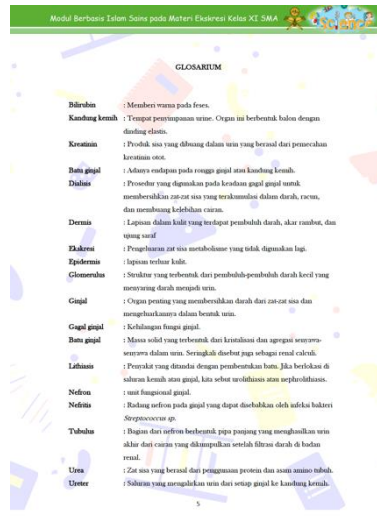 Modul Berbasis Islam Sains pada Materi Ekskresi Kelas XI SMA
GLOSARIUM
Bilirubin : Memberi warna pada feses.
Kandung kemih : Tempat penyimpanan urine. Organ ini berbentuk balon dengan
dinding elastis.
Kreatinin : Produk sisa yang dibuang dalam urin yang berasal dari pemecahan
kreatinin otot.
Batu ginjal : Adanya endapan pada rongga ginjal atau kandung kemih.
Dialisis : Prosedur yang digunakan pada keadaan gagal ginjal untuk
membersihkan zat-zat sisa yang terakumulasi dalam darah, racun,
dan membuang kelebihan cairan.
Dermis : Lapisan dalam kulit yang terdapat pembuluh darah, akar rambut, dan
ujung saraf
Ekskresi : Pengeluaran zat sisa metabolisme yang tidak digunakan lagi.
Epidermis : lapisan terluar kulit.
Glomerulus : Struktur yang terbentuk dari pembuluh-pembuluh darah kecil yang
menyaring darah menjadi urin.
Ginjal : Organ penting yang membersihkan darah dari zat-zat sisa dan
mengeluarkannya dalam bentuk urin.
Gagal ginjal : Kehilangan fungsi ginjal.
Batu ginjal : Massa solid yang terbentuk dari kristalisasi dan agregasi senyawa-
senyawa dalam urin. Seringkali disebut juga sebagai renal calculi.
Lithiasis : Penyakit yang ditandai dengan pembentukan batu. Jika berlokasi di
saluran kemih atau ginjal, kita sebut urolithiasis atau nephrolithiasis.
Nefron : unit fungsional ginjal.
Nefritis : Radang nefron pada ginjal yang dapat disebabkan oleh infeksi bakteri
Streptococcus sp.
Tubulus : Bagian dari nefron berbentuk pipa panjang yang menghasilkan urin
akhir dari cairan yang dikumpulkan setelah filtrasi darah di badan
renal.
Urea : Zat sisa yang berasal dari penggunaan protein dan asam amino tubuh.
Ureter : Saluran yang mengalirkan urin dari setiap ginjal ke kandung kemih.
5